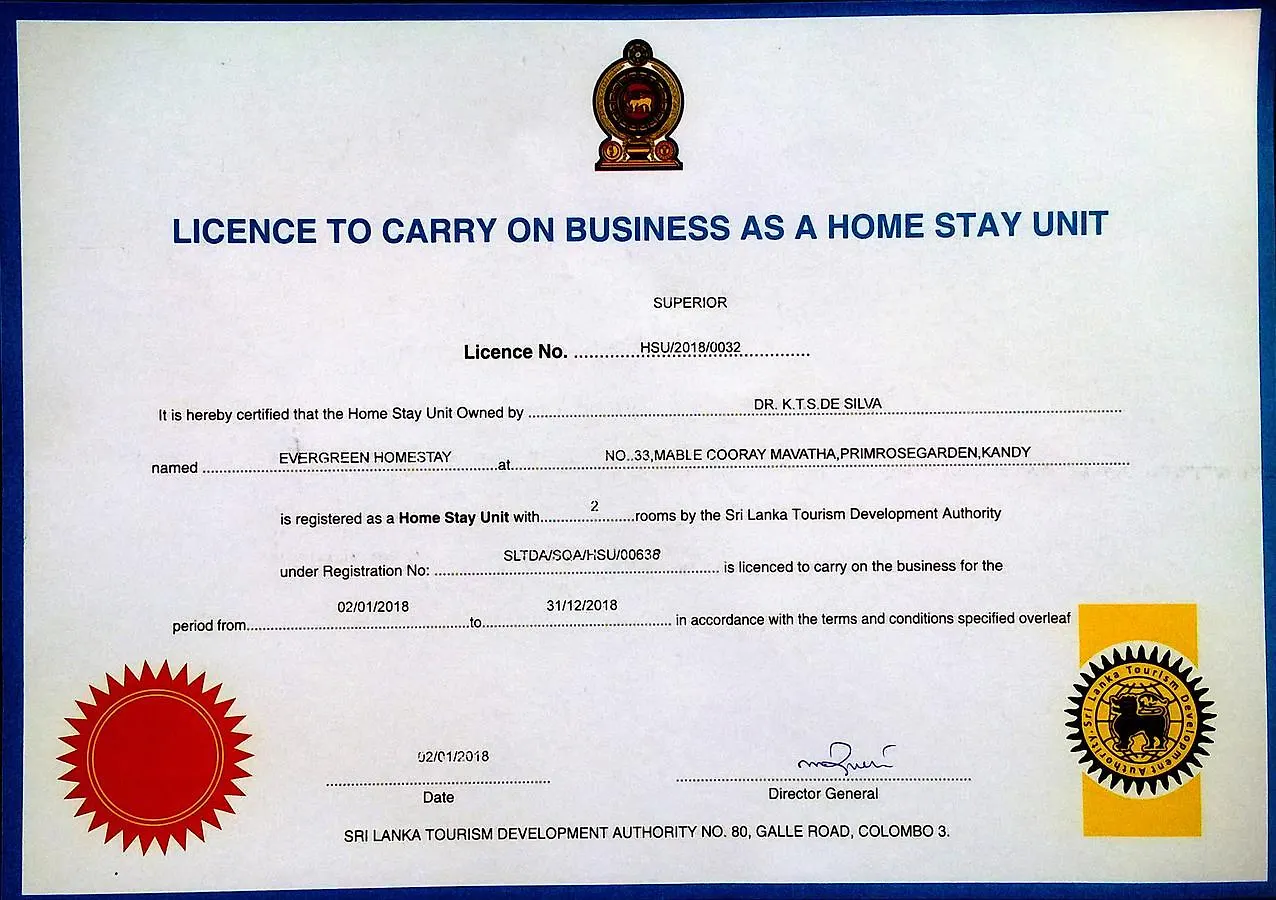 LICENCE TO CARRY ON BUSINESS AS A HOME STAY UNIT
SUPERIOR
Licence No. .............HSU/2018/0032..............
It is hereby certified that the Home Stay Unit Owned by ............DR. K.T.S.DE SILVA............
named ............EVERGREEN HOMESTAY............at............NO..33,MABLE COORAY MAVATHA,PRIMROSEGARDEN,KANDY............
is registered as a Home Stay Unit with............2............rooms by the Sri Lanka Tourism Development Authority
under Registration No: ............SLTDA/SQA/HSU/00638............ is licenced to carry on the business for the
period from............02/01/2018............to............31/12/2018............ in accordance with the terms and conditions specified overleaf
Sri Lanka Tourism Development Authority
02/01/2018
Date
Director General
SRI LANKA TOURISM DEVELOPMENT AUTHORITY NO. 80, GALLE ROAD, COLOMBO 3.